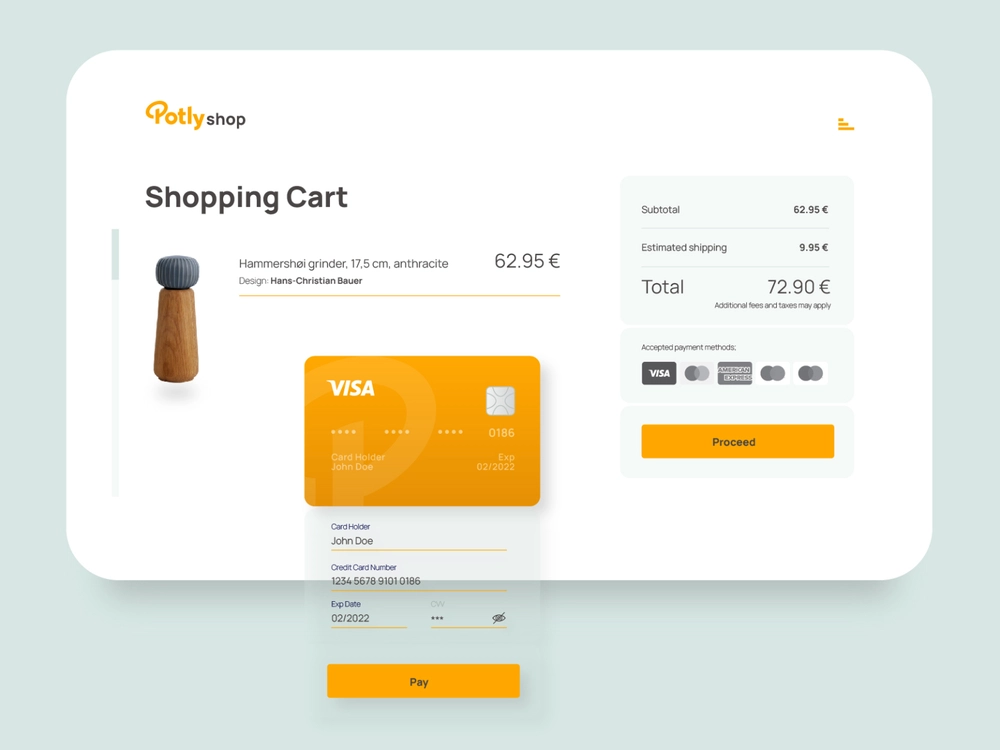 Potly shop
Shopping Cart
Hammershøi grinder, 17,5 cm, anthracite
62.95 €
Design: Hans-Christian Bauer
Subtotal
62.95 €
Estimated shipping
9.95 €
Total
72.90 €
Additional fees and taxes may apply
Accepted payment methods;
VISA
AMERICAN
EXPRESS
Proceed
VISA
•••• •••• •••• 0186
Card Holder
John Doe
Exp
02/2022
Card Holder
John Doe
Credit Card Number
1234 5678 9101 0186
Exp Date
02/2022
CVV
•••
Pay